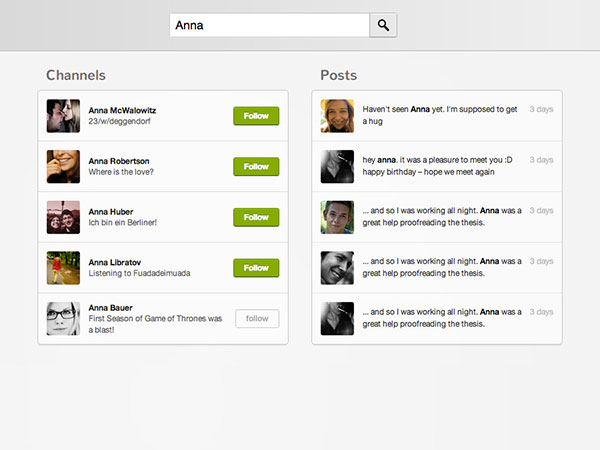 Anna
Channels
Anna McWalowitz
23/w/deggendorf
Follow
Anna Robertson
Where is the love?
Follow
Anna Huber
Ich bin ein Berliner!
Follow
Anna Libratov
Listening to Fuadadeimuada
Follow
Anna Bauer
First Season of Game of Thrones was
a blast!
follow
Posts
Haven't seen Anna yet. I'm supposed to get
a hug
3 days
hey anna. it was a pleasure to meet you :D
happy birthday – hope we meet again
3 days
... and so I was working all night. Anna was a
great help proofreading the thesis.
3 days
... and so I was working all night. Anna was a
great help proofreading the thesis.
3 days
... and so I was working all night. Anna was a
great help proofreading the thesis.
3 days